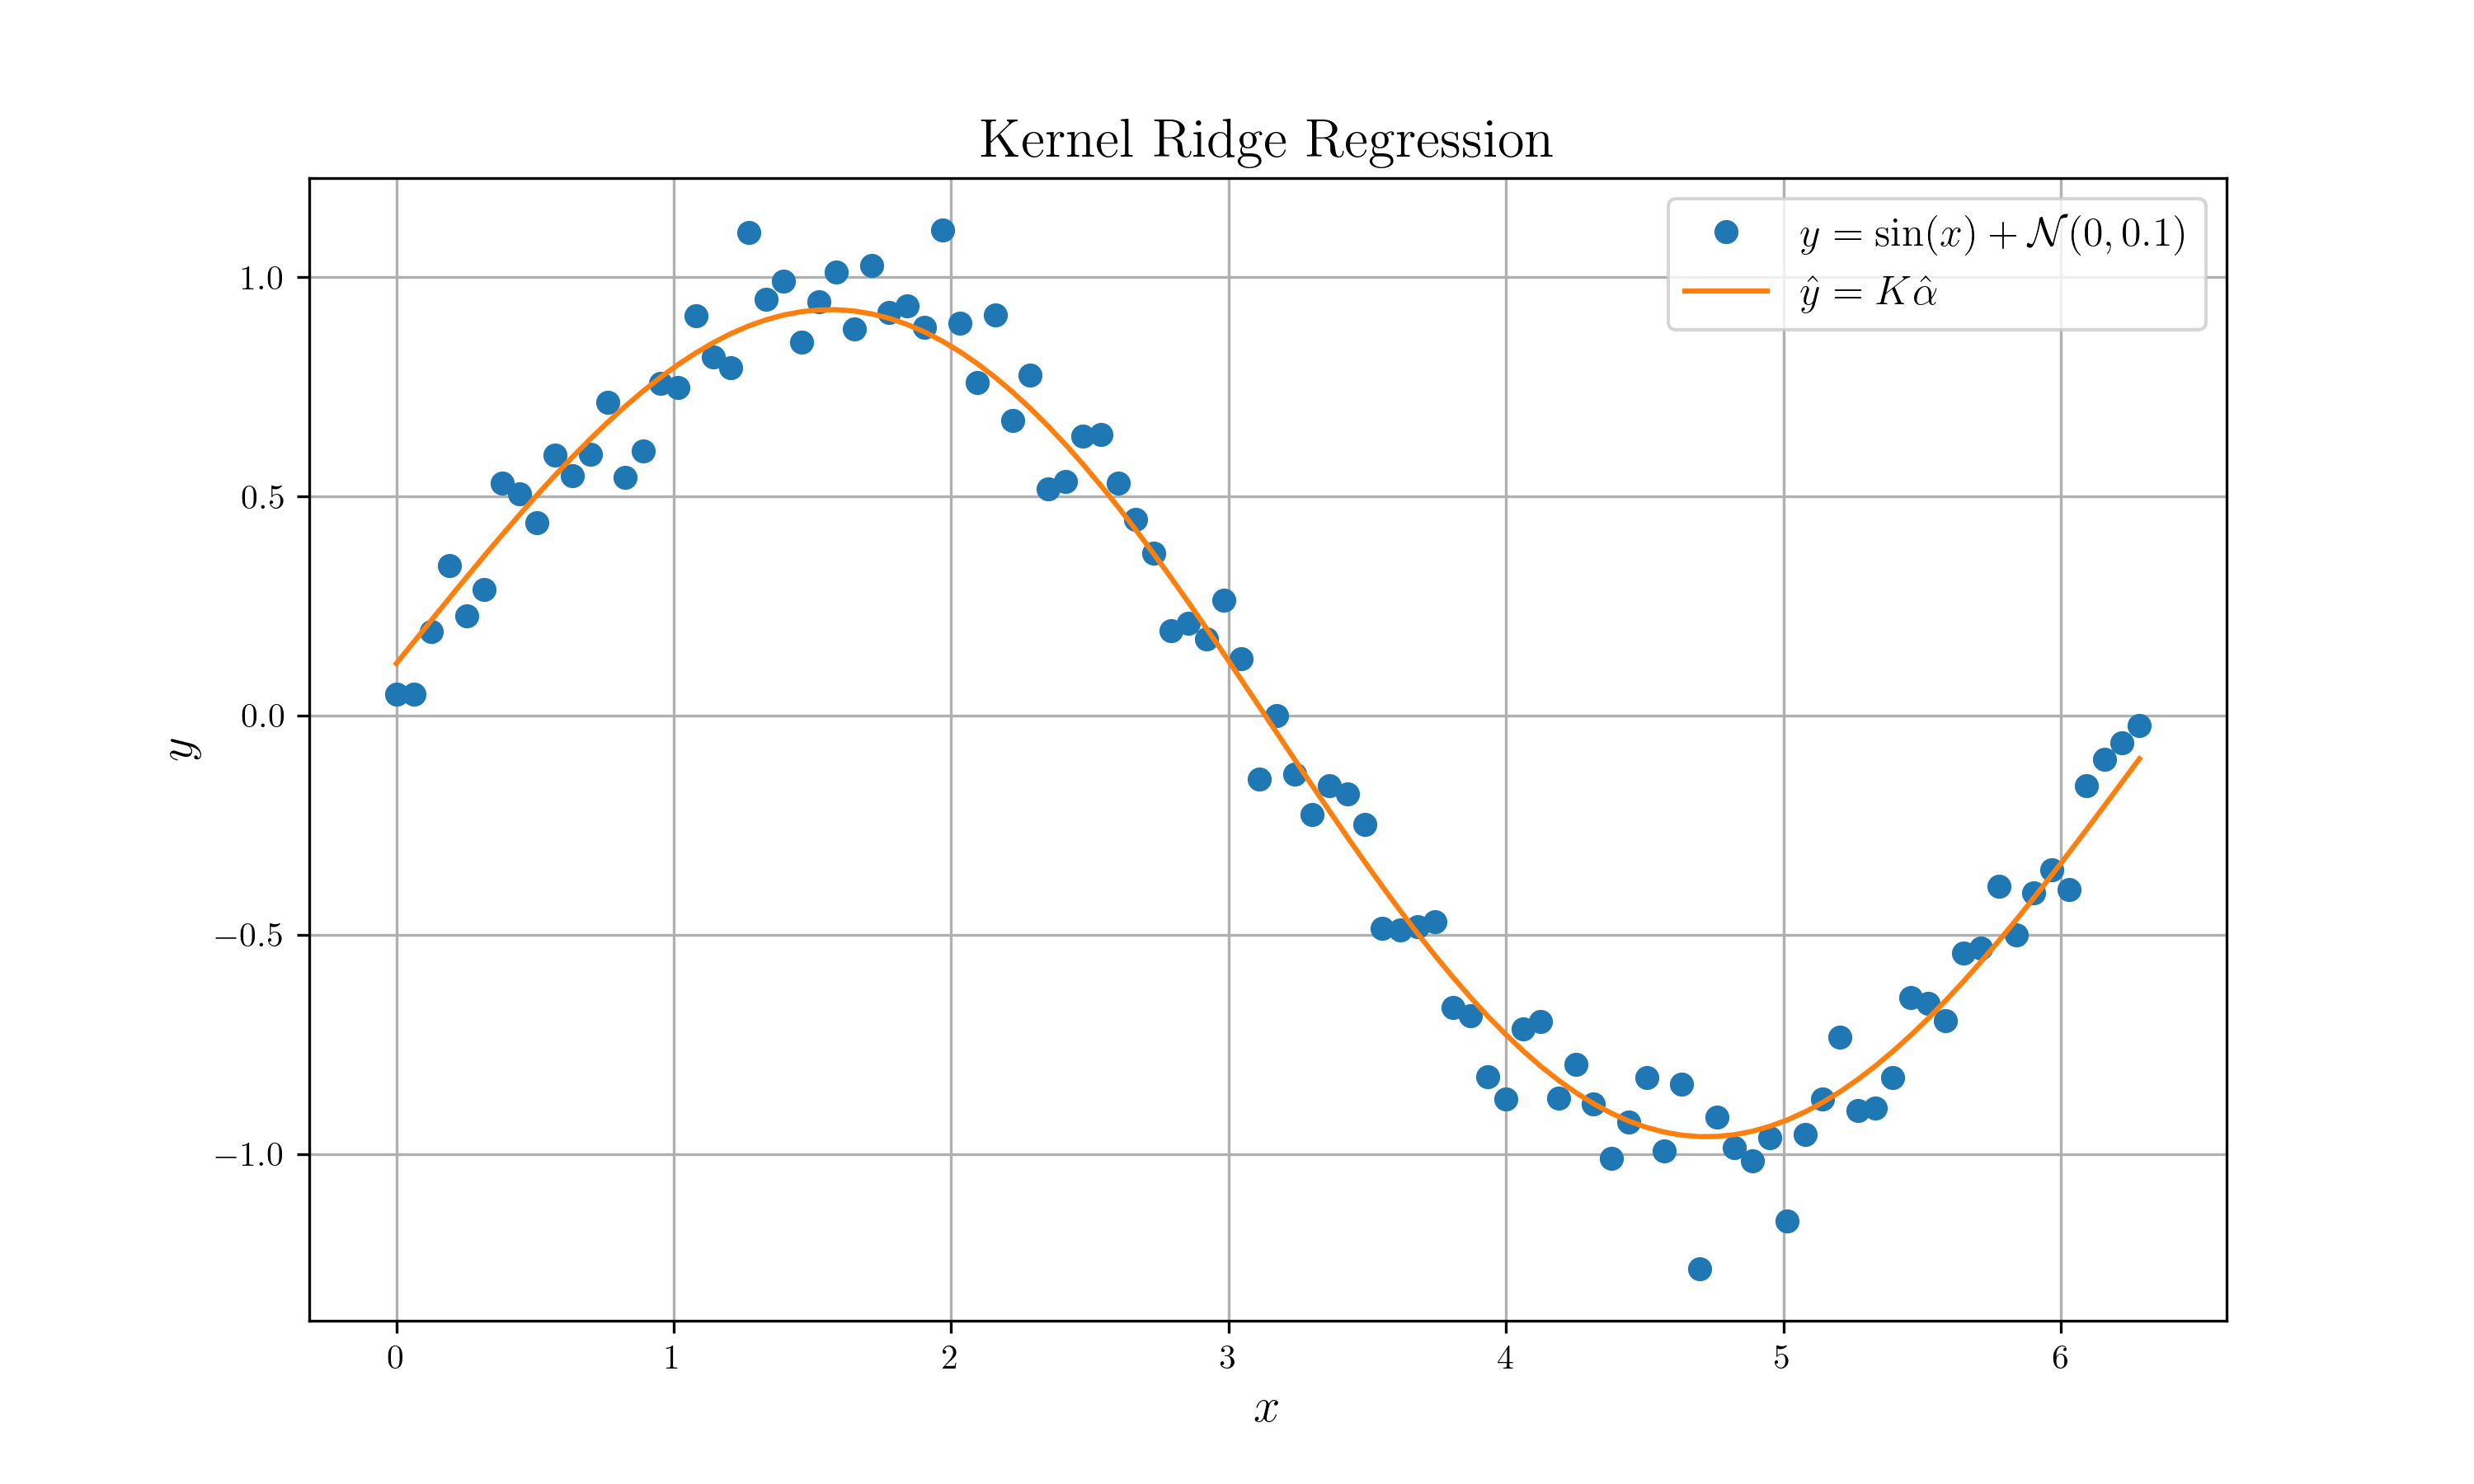 Kernel Ridge Regression
y = sin(x) + 𝒩(0, 0.1)
ŷ = Kα̂
1.0
0.5
0.0
−0.5
−1.0
y
0 1 2 3 4 5 6
x